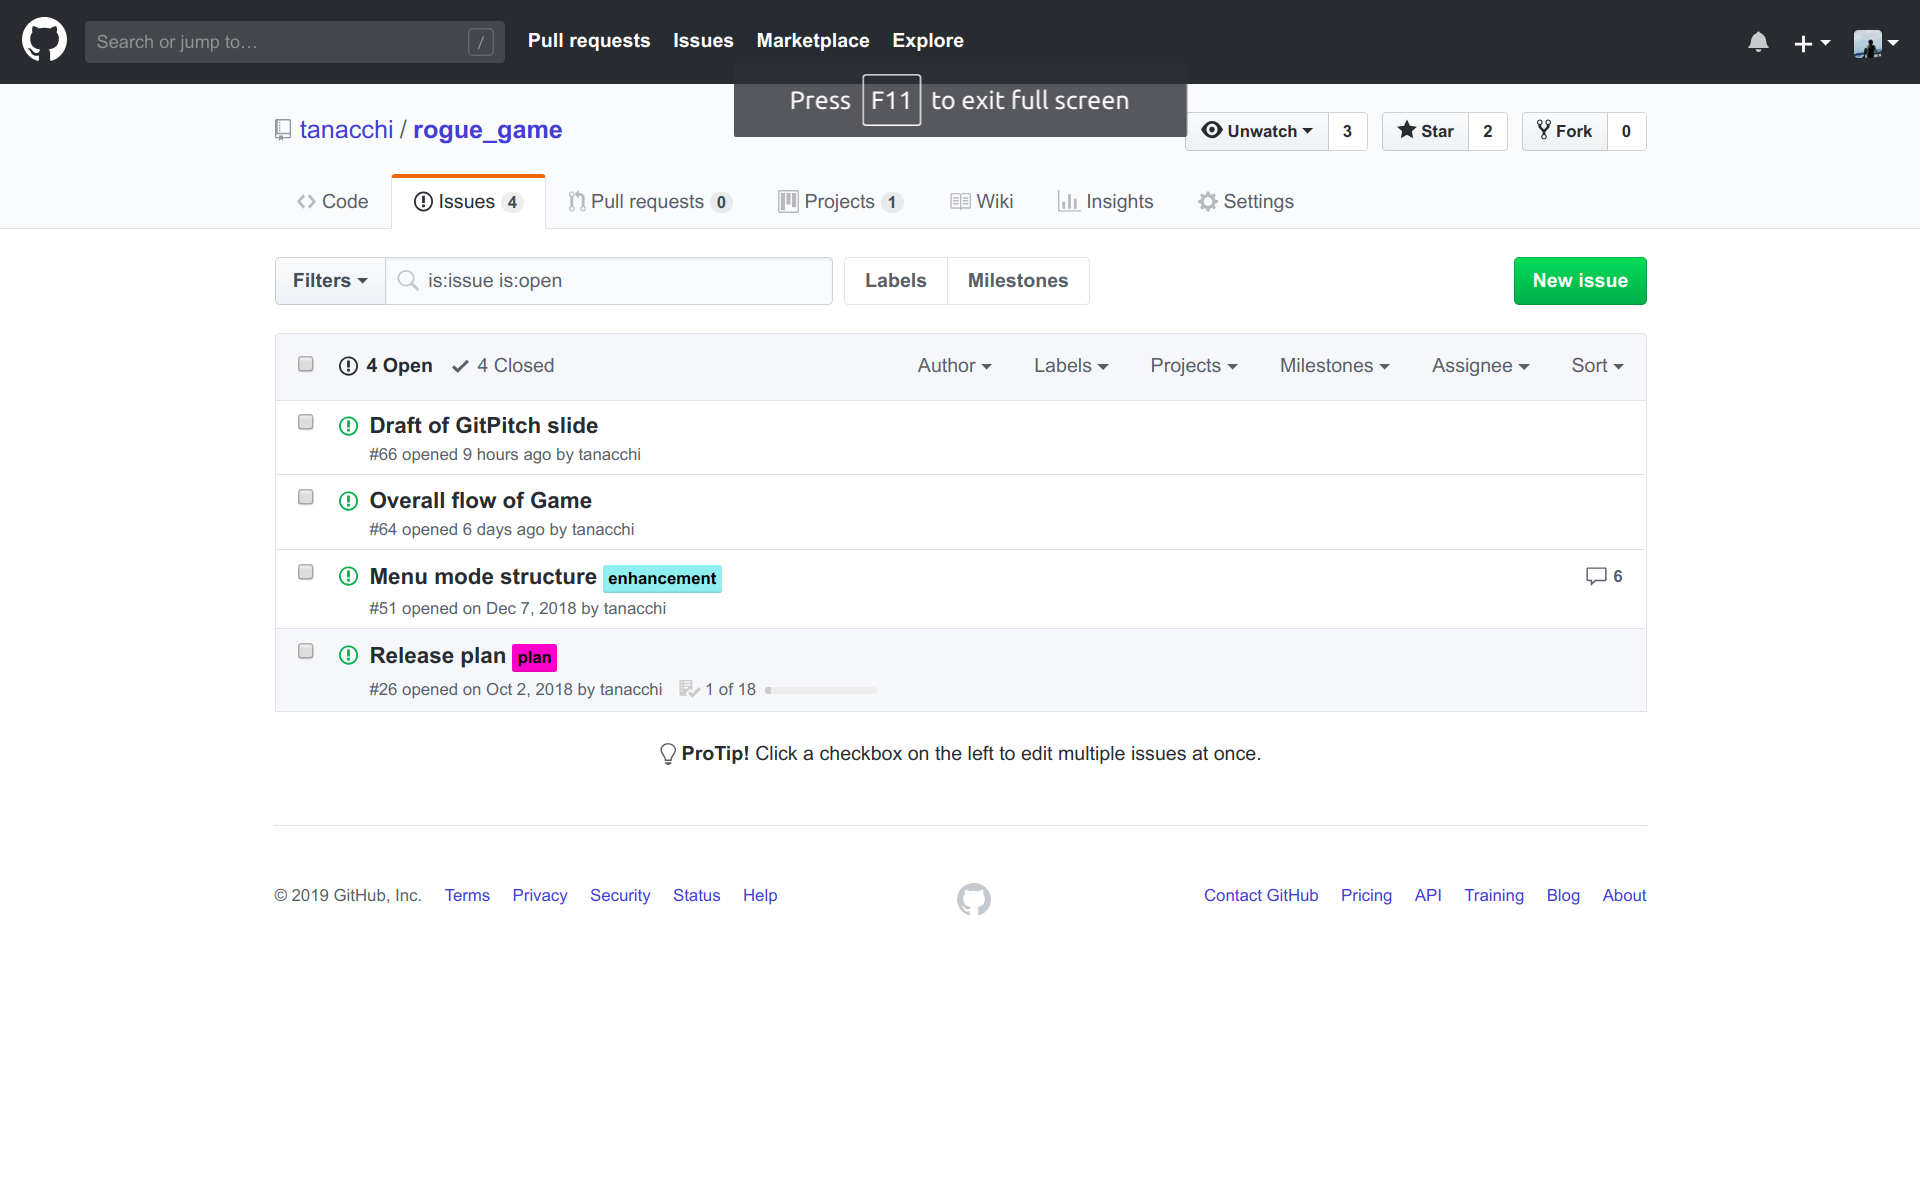 Search or jump to… /
Pull requests Issues Marketplace Explore
Press F11 to exit full screen
tanacchi / rogue_game
Unwatch 3 Star 2 Fork 0
Code Issues 4 Pull requests 0 Projects 1 Wiki Insights Settings
Filters is:issue is:open Labels Milestones New issue
4 Open 4 Closed Author Labels Projects Milestones Assignee Sort
Draft of GitPitch slide
#66 opened 9 hours ago by tanacchi
Overall flow of Game
#64 opened 6 days ago by tanacchi
Menu mode structure enhancement 6
#51 opened on Dec 7, 2018 by tanacchi
Release plan plan
#26 opened on Oct 2, 2018 by tanacchi 1 of 18
ProTip! Click a checkbox on the left to edit multiple issues at once.
© 2019 GitHub, Inc. Terms Privacy Security Status Help Contact GitHub Pricing API Training Blog About